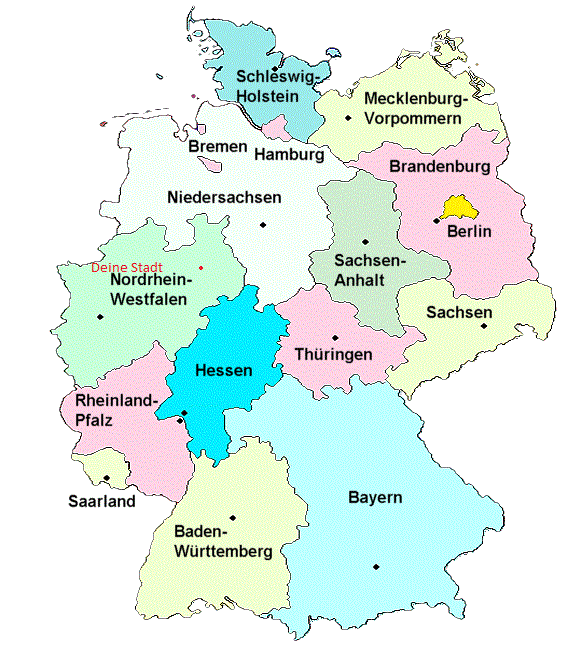 Schleswig-
Holstein
Mecklenburg-
Vorpommern
Bremen
Hamburg
Brandenburg
Niedersachsen
Berlin
Sachsen-
Anhalt
Deine Stadt
Nordrhein-
Westfalen
Sachsen
Thüringen
Hessen
Rheinland-
Pfalz
Saarland
Bayern
Baden-
Württemberg